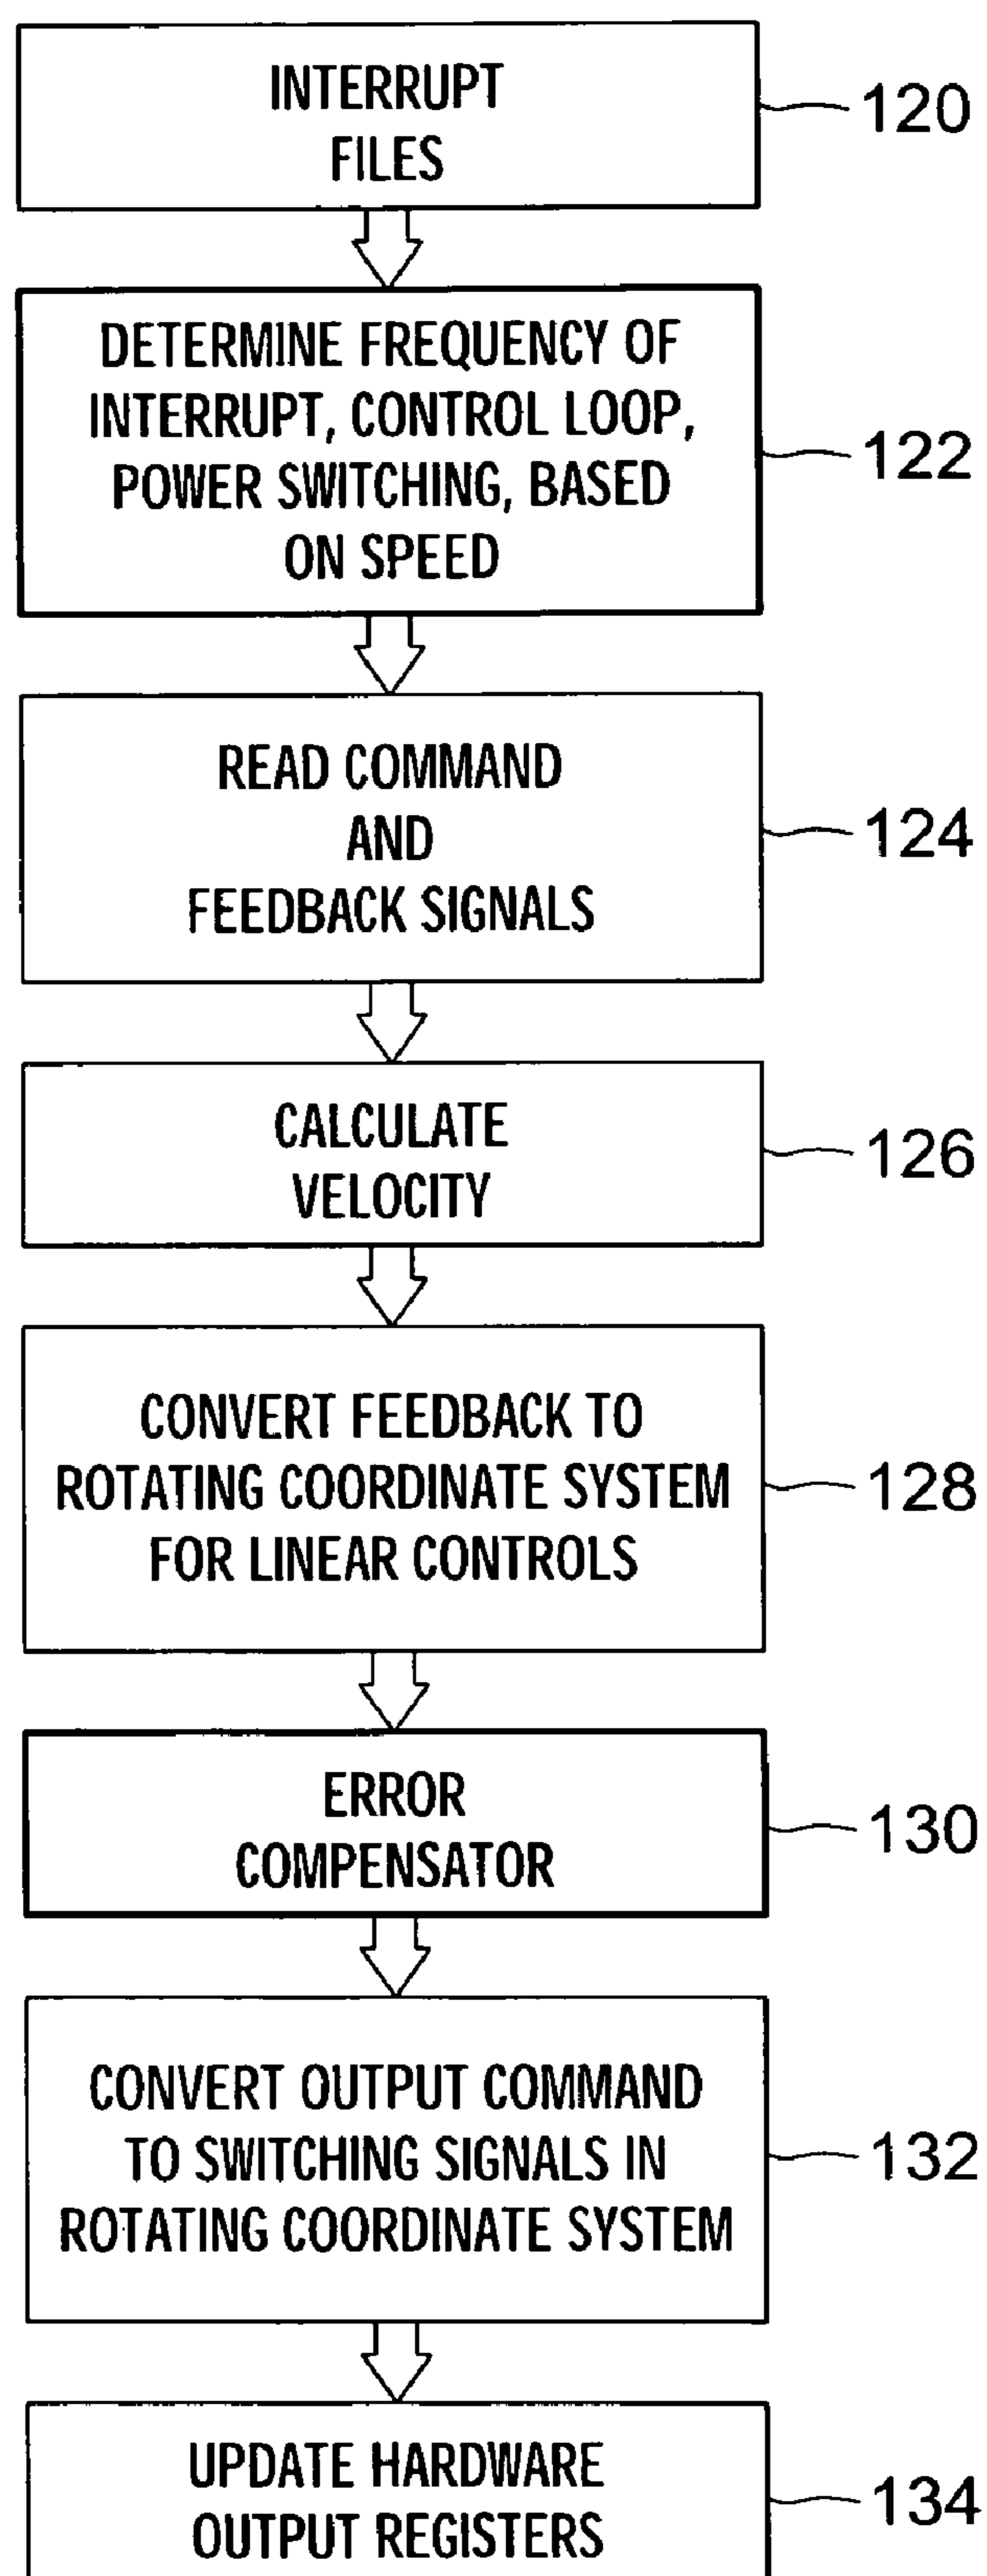 INTERRUPT
FILES
120
DETERMINE FREQUENCY OF
INTERRUPT, CONTROL LOOP,
POWER SWITCHING, BASED
ON SPEED
122
READ COMMAND
AND
FEEDBACK SIGNALS
124
CALCULATE
VELOCITY
126
CONVERT FEEDBACK TO
ROTATING COORDINATE SYSTEM
FOR LINEAR CONTROLS
128
ERROR
COMPENSATOR
130
CONVERT OUTPUT COMMAND
TO SWITCHING SIGNALS IN
ROTATING COORDINATE SYSTEM
132
UPDATE HARDWARE
OUTPUT REGISTERS
134